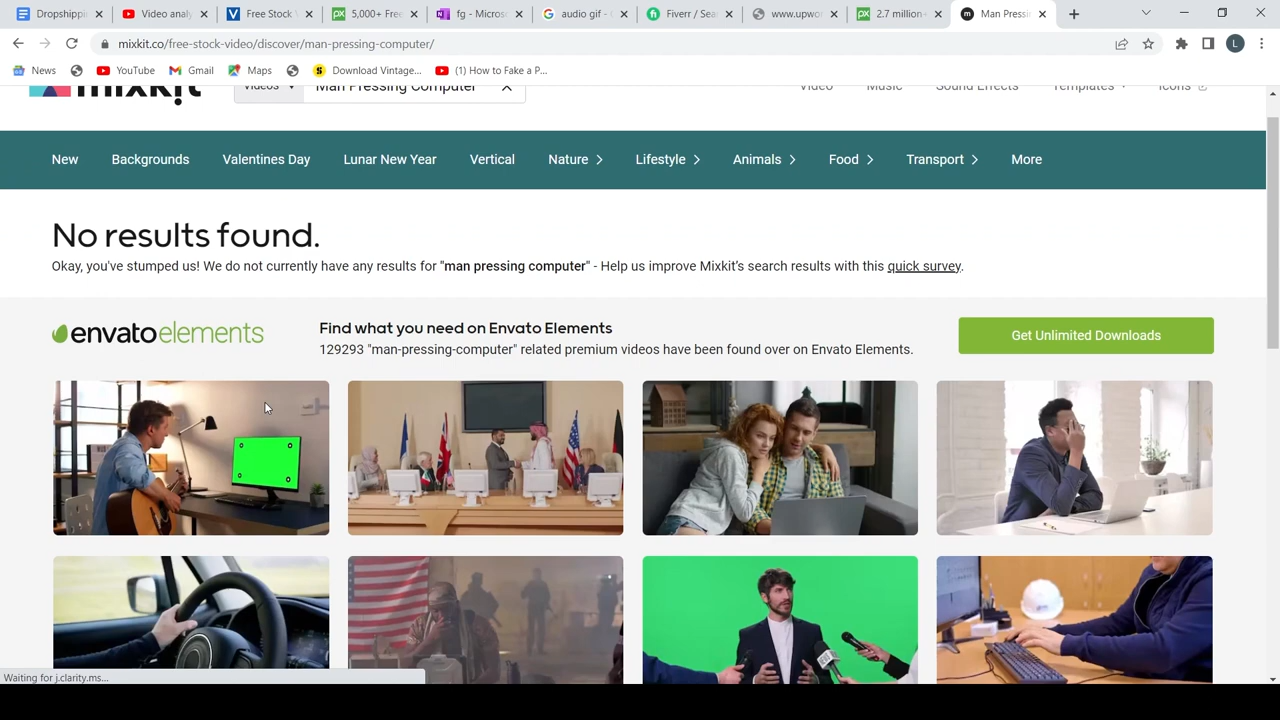 Dropshippi
Video analy
Free Stock V
5,000+ Free
fg - Micros
audio gif -
Fiverr / Sea
www.upwo
2.7 million
Man Pressi
mixkit.co/free-stock-video/discover/man-pressing-computer/
L
News
YouTube
Gmail
Maps
Download Vintage...
(1) How to Fake a P...
mixkit
Videos
Man Pressing Computer
Video
Music
Sound Effects
Templates
Icons
New
Backgrounds
Valentines Day
Lunar New Year
Vertical
Nature
Lifestyle
Animals
Food
Transport
More
No results found.
Okay, you've stumped us! We do not currently have any results for "man pressing computer" - Help us improve Mixkit's search results with this quick survey.
envato elements
Find what you need on Envato Elements
129293 "man-pressing-computer" related premium videos have been found over on Envato Elements.
Get Unlimited Downloads
Waiting for j.clarity.ms...